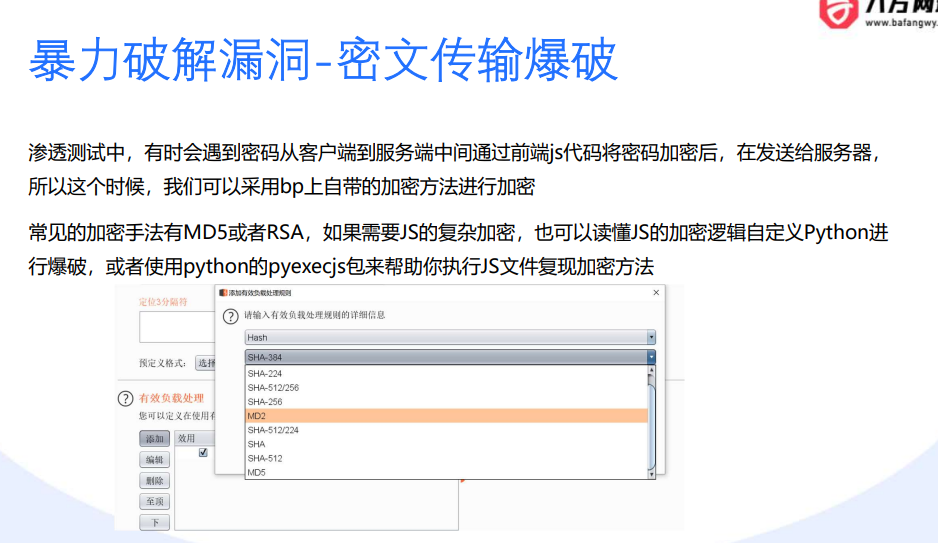 八方网
www.bafangwy.
暴力破解漏洞-密文传输爆破
渗透测试中，有时会遇到密码从客户端到服务端中间通过前端js代码将密码加密后，在发送给服务器，
所以这个时候，我们可以采用bp上自带的加密方法进行加密
常见的加密手法有MD5或者RSA，如果需要JS的复杂加密，也可以读懂JS的加密逻辑自定义Python进
行爆破，或者使用python的pyexecjs包来帮助你执行JS文件复现加密方法
添加有效负载处理规则
定位3分隔符
请输入有效负载处理规则的详细信息
Hash
预定义格式： 选择
SHA-384
SHA-224
SHA-512/256
SHA-256
MD2
SHA-512/224
SHA
SHA-512
MD5
有效负载处理
您可以定义在使用
添加 效用
编辑
删除
至顶
下